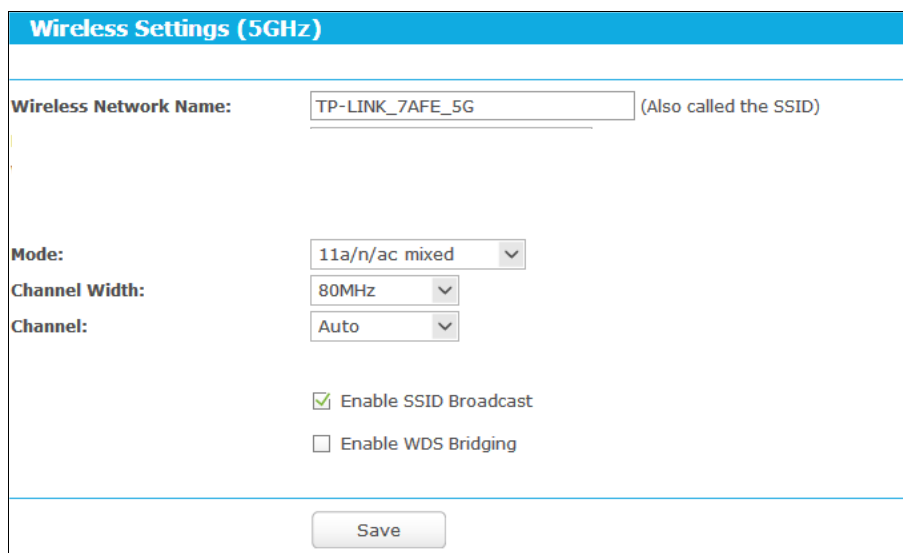 Wireless Settings (5GHz)
Wireless Network Name: TP-LINK_7AFE_5G (Also called the SSID)
Mode: 11a/n/ac mixed
Channel Width: 80MHz
Channel: Auto
Enable SSID Broadcast
Enable WDS Bridging
Save